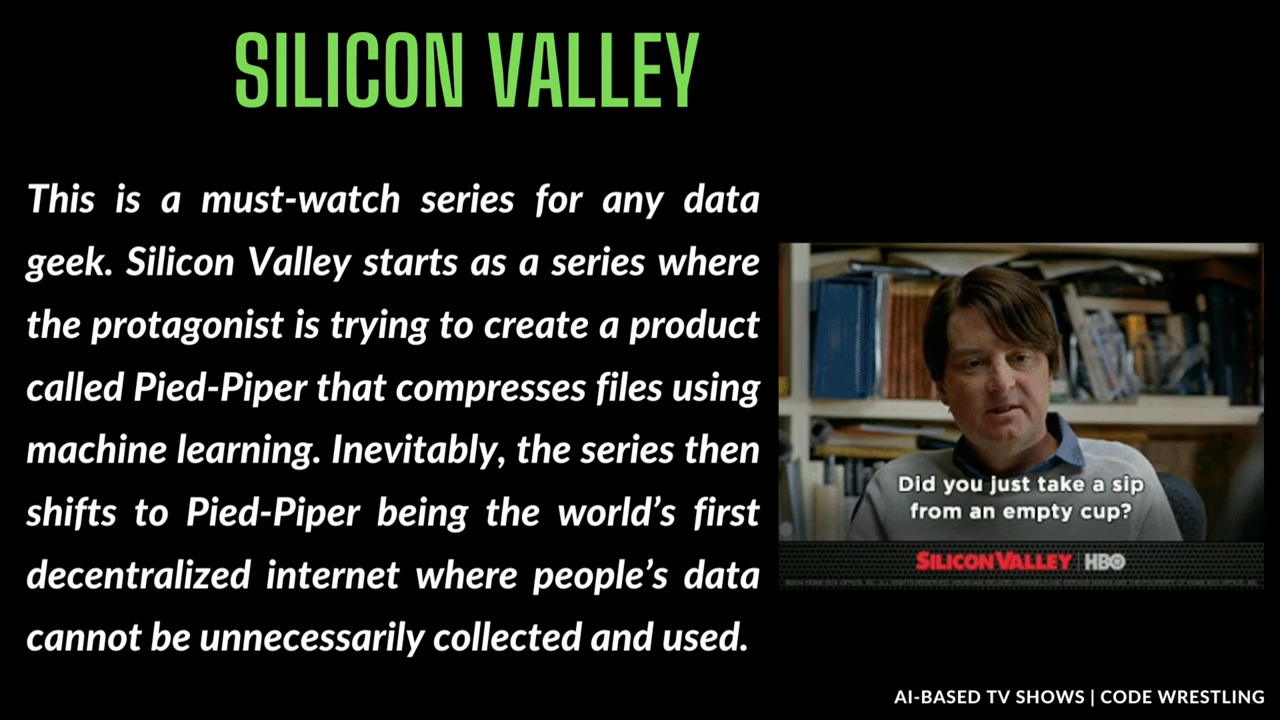 SILICON VALLEY
This is a must-watch series for any data
geek. Silicon Valley starts as a series where
the protagonist is trying to create a product
called Pied-Piper that compresses files using
machine learning. Inevitably, the series then
shifts to Pied-Piper being the world's first
decentralized internet where people's data
cannot be unnecessarily collected and used.
Did you just take a sip
from an empty cup?
SILICON VALLEY HBO
AI-BASED TV SHOWS | CODE WRESTLING